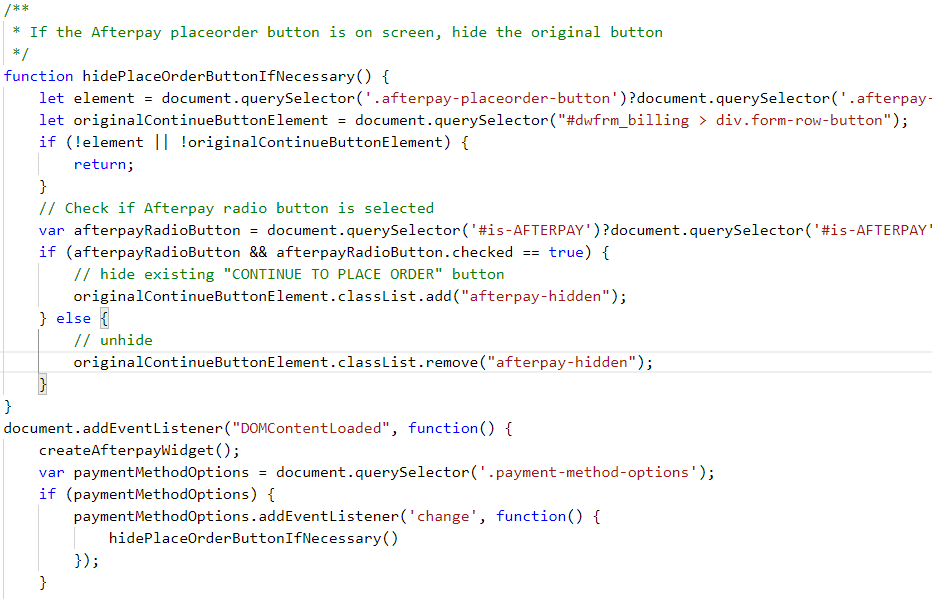 /**
 * If the Afterpay placeorder button is on screen, hide the original button
 */
function hidePlaceOrderButtonIfNecessary() {
    let element = document.querySelector('.afterpay-placeorder-button')?document.querySelector('.afterpay-
    let originalContinueButtonElement = document.querySelector("#dwfrm_billing > div.form-row-button");
    if (!element || !originalContinueButtonElement) {
        return;
    }
    // Check if Afterpay radio button is selected
    var afterpayRadioButton = document.querySelector('#is-AFTERPAY')?document.querySelector('#is-AFTERPAY'
    if (afterpayRadioButton && afterpayRadioButton.checked == true) {
        // hide existing "CONTINUE TO PLACE ORDER" button
        originalContinueButtonElement.classList.add("afterpay-hidden");
    } else {
        // unhide
        originalContinueButtonElement.classList.remove("afterpay-hidden");
    }
}
document.addEventListener("DOMContentLoaded", function() {
    createAfterpayWidget();
    var paymentMethodOptions = document.querySelector('.payment-method-options');
    if (paymentMethodOptions) {
        paymentMethodOptions.addEventListener('change', function() {
            hidePlaceOrderButtonIfNecessary()
        });
    }